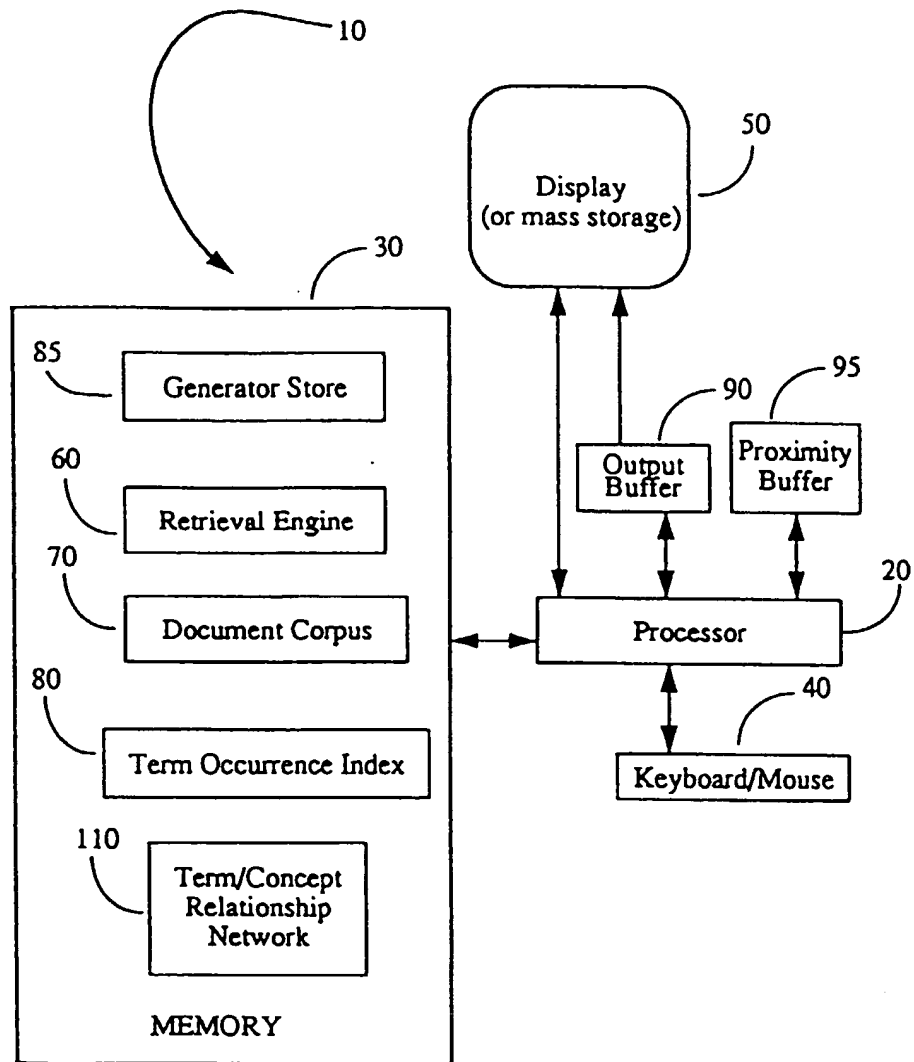 10
50
Display
(or mass storage)
30
85
Generator Store
90
95
Output
Buffer
Proximity
Buffer
60
Retrieval Engine
70
Document Corpus
20
Processor
80
Term Occurrence Index
40
Keyboard/Mouse
110
Term/Concept
Relationship
Network
MEMORY